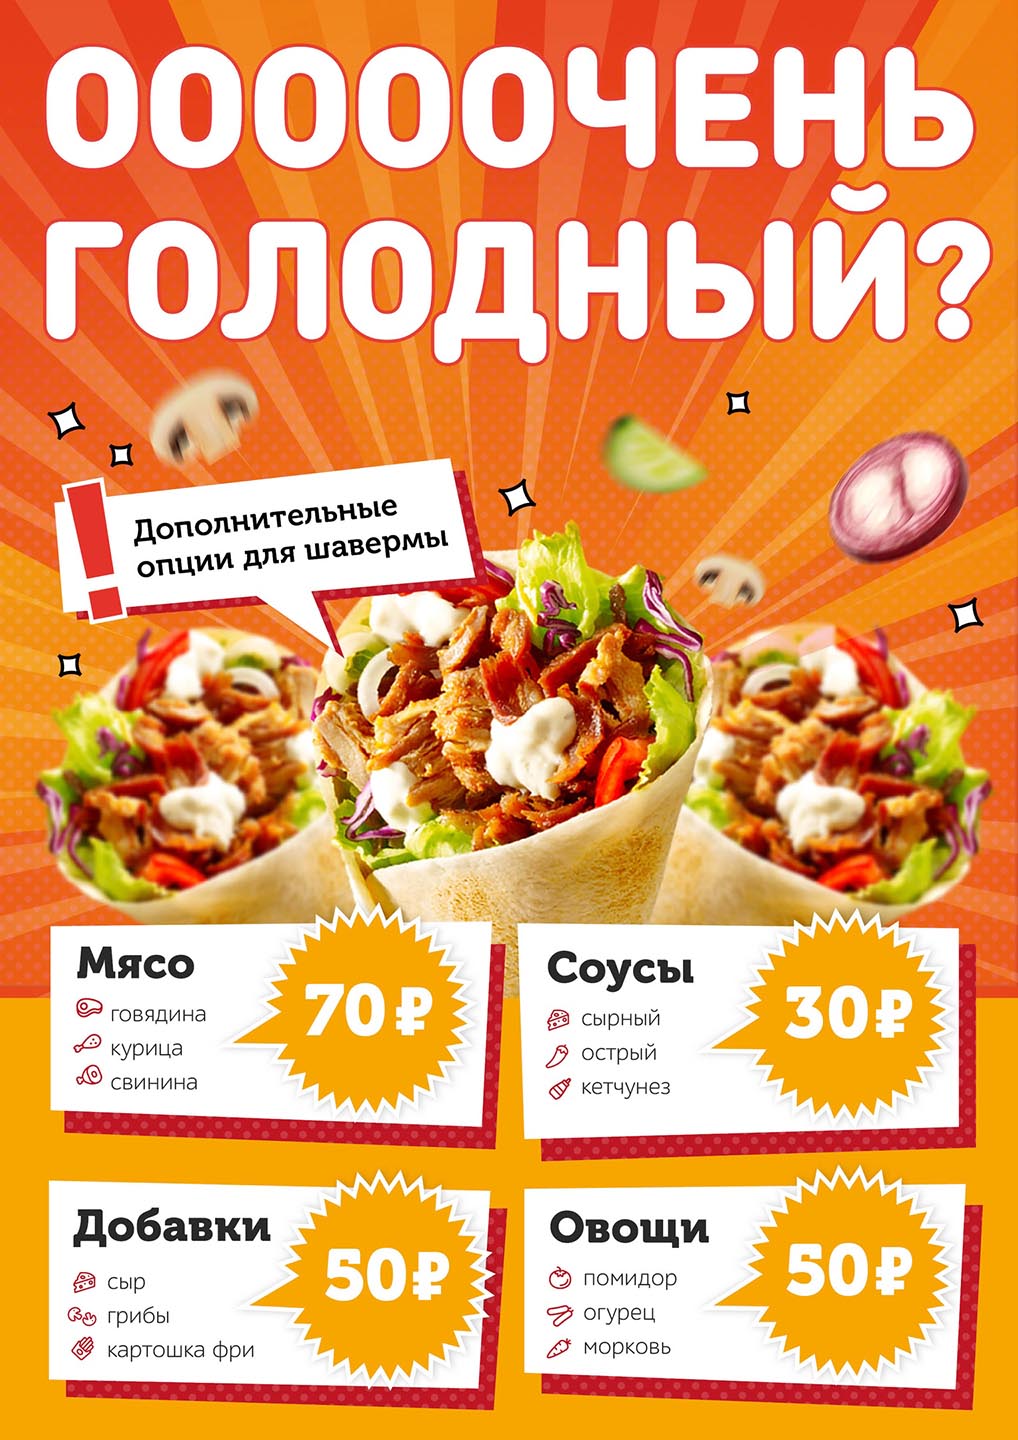 ОООООЧЕНЬ
ГОЛОДНЫЙ?
Дополнительные
опции для шавермы
Мясо
говядина
курица
свинина
70₽
Соусы
сырный
острый
кетчунез
30₽
Добавки
сыр
грибы
картошка фри
50₽
Овощи
помидор
огурец
морковь
50₽